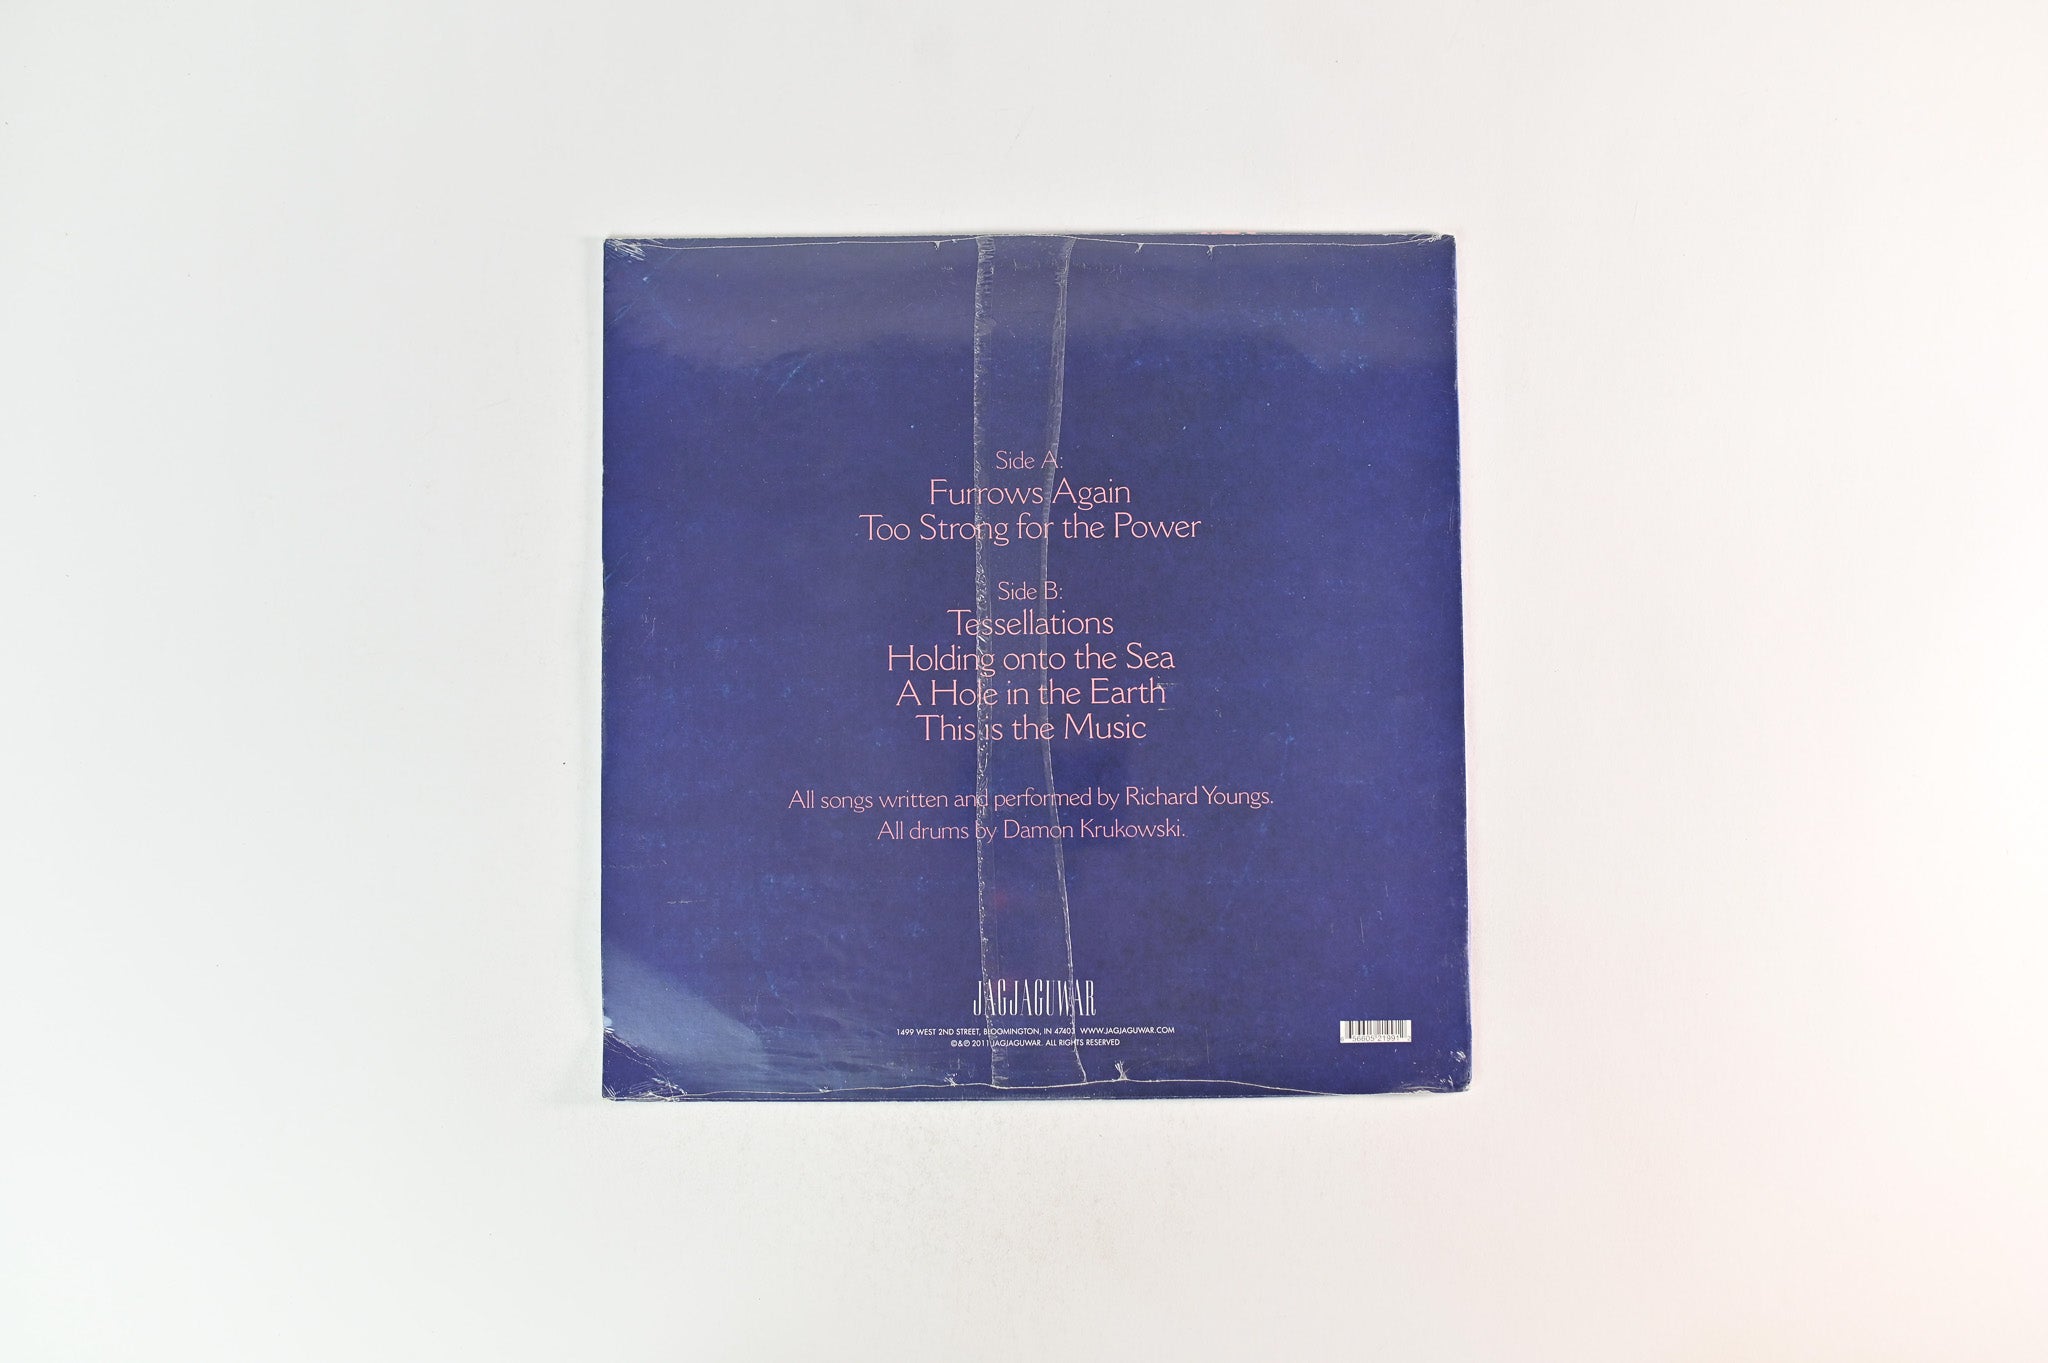 Side A:
Furrows Again
Too Strong for the Power
Side B:
Tessellations
Holding onto the Sea
A Hole in the Earth
This is the Music
All songs written and performed by Richard Youngs.
All drums by Damon Krukowski.
JAGJAGUWAR
1499 WEST 2ND STREET, BLOOMINGTON, IN 47403 WWW.JAGJAGUWAR.COM
©&℗ 2011 JAGJAGUWAR. ALL RIGHTS RESERVED
56605 21991